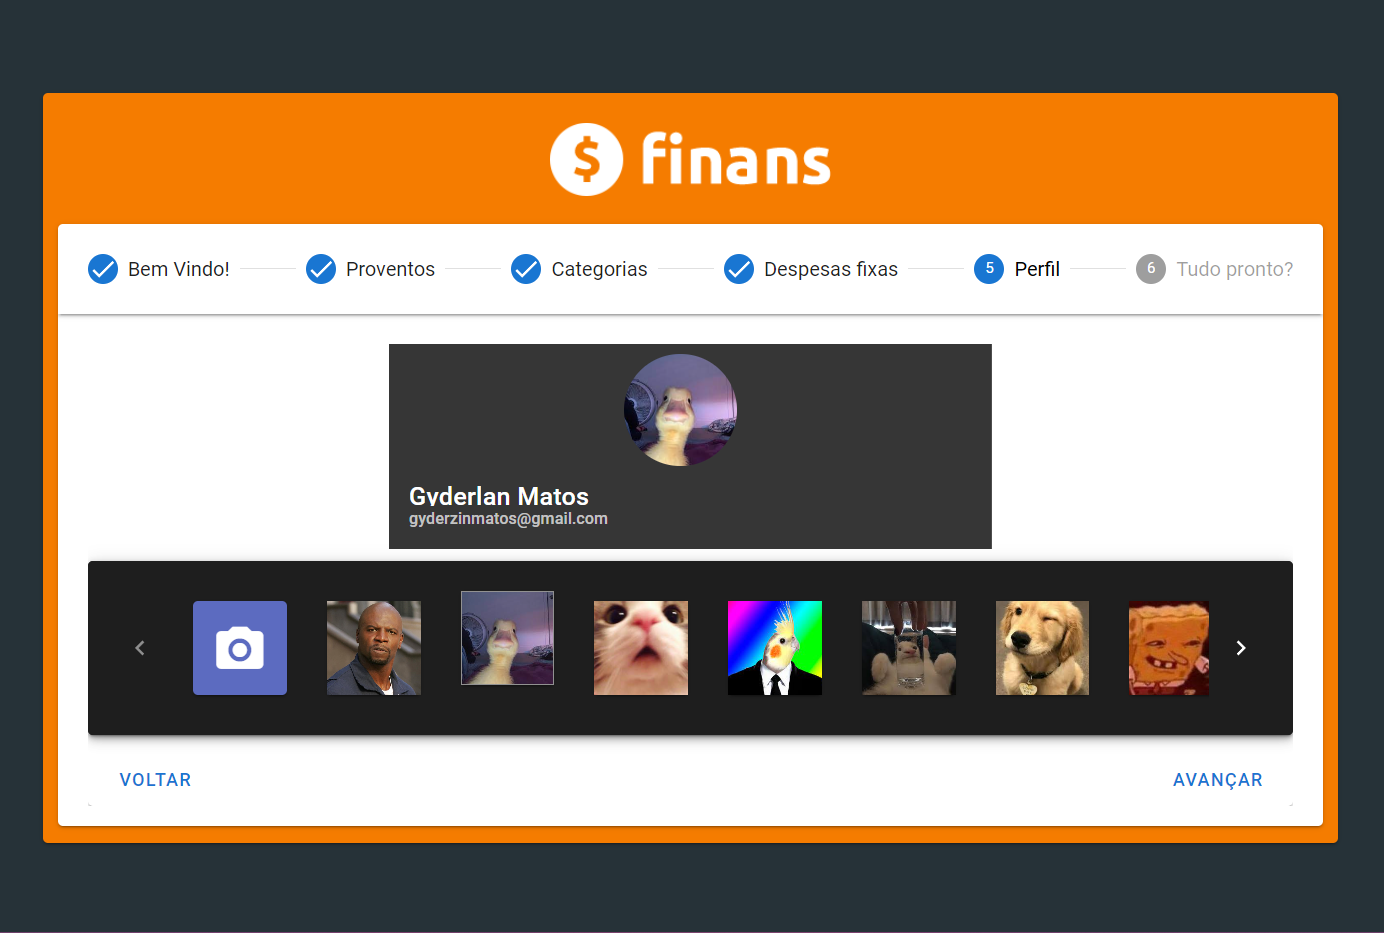 $ finans
Bem Vindo!
Proventos
Categorias
Despesas fixas
5 Perfil
6 Tudo pronto?
Gyderlan Matos
gyderzinmatos@gmail.com
VOLTAR
AVANÇAR